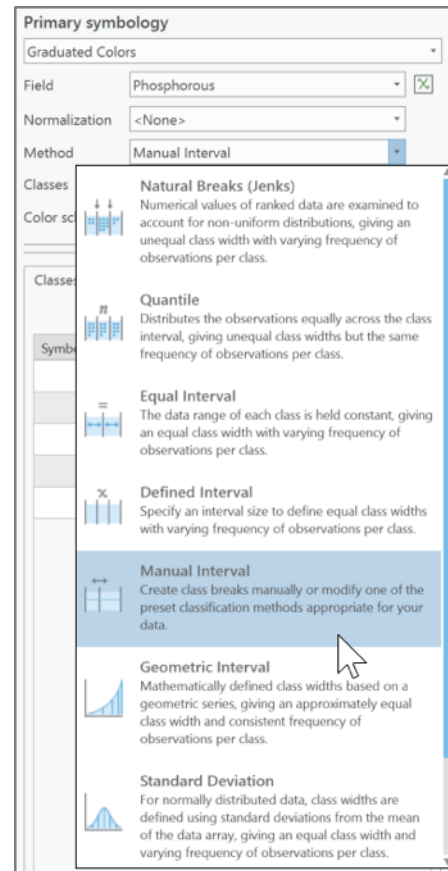 Primary symbology
Graduated Colors
Field Phosphorous
Normalization <None>
Method Manual Interval
Classes
Color sc
Classes
Symb
Natural Breaks (Jenks)
Numerical values of ranked data are examined to
account for non-uniform distributions, giving an
unequal class width with varying frequency of
observations per class.
n
Quantile
Distributes the observations equally across the class
interval, giving unequal class widths but the same
frequency of observations per class.
=
Equal Interval
The data range of each class is held constant, giving
an equal class width with varying frequency of
observations per class.
x
Defined Interval
Specify an interval size to define equal class widths
with varying frequency of observations per class.
Manual Interval
Create class breaks manually or modify one of the
preset classification methods appropriate for your
data.
Geometric Interval
Mathematically defined class widths based on a
geometric series, giving an approximately equal
class width and consistent frequency of
observations per class.
Standard Deviation
For normally distributed data, class widths are
defined using standard deviations from the mean
of the data array, giving an equal class width and
varying frequency of observations per class.